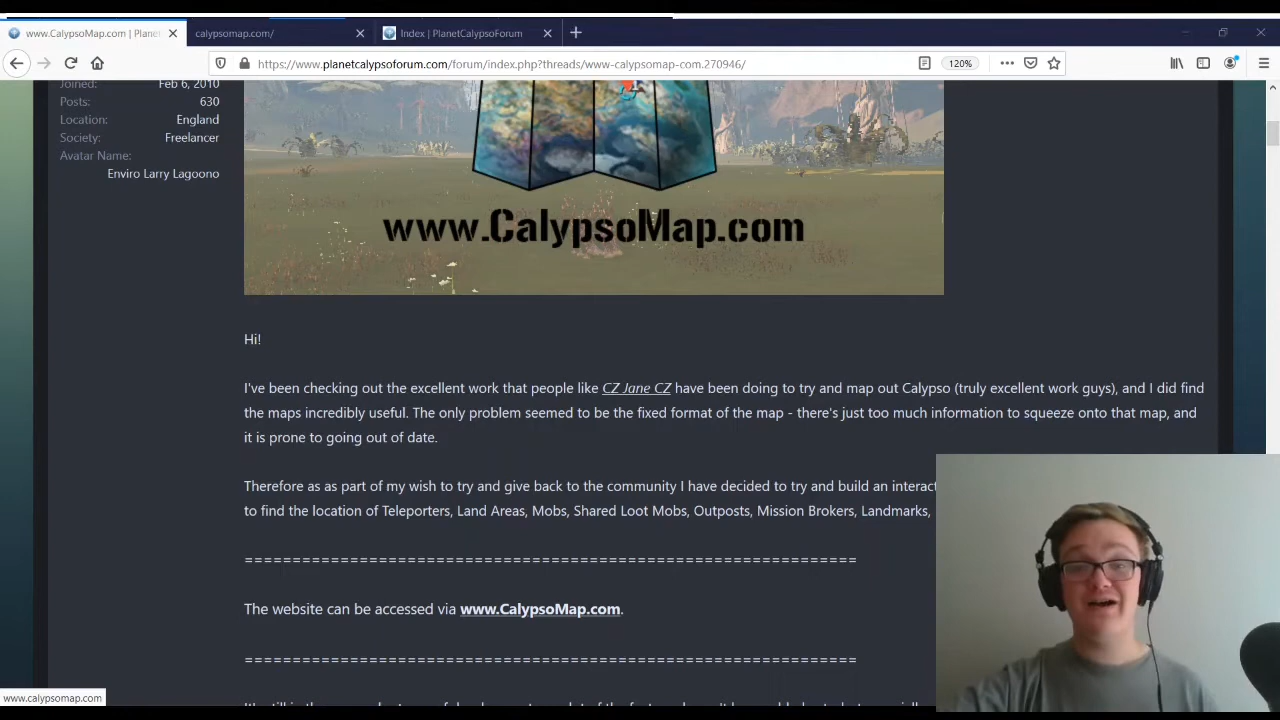 www.CalypsoMap.com | Planet
calypsomap.com/
Index | PlanetCalypsoForum
https://www.planetcalypsoforum.com/forum/index.php?threads/www-calypsomap-com.270946/
120%
Joined:
Feb 6, 2010
Posts:
630
Location:
England
Society:
Freelancer
Avatar Name:
Enviro Larry Lagoono
www.CalypsoMap.com
Hi!
I've been checking out the excellent work that people like CZ Jane CZ have been doing to try and map out Calypso (truly excellent work guys), and I did find
the maps incredibly useful. The only problem seemed to be the fixed format of the map - there's just too much information to squeeze onto that map, and
it is prone to going out of date.
Therefore as as part of my wish to try and give back to the community I have decided to try and build an interact
to find the location of Teleporters, Land Areas, Mobs, Shared Loot Mobs, Outposts, Mission Brokers, Landmarks,
=============================================================
The website can be accessed via www.CalypsoMap.com.
=============================================================
www.calypsomap.com